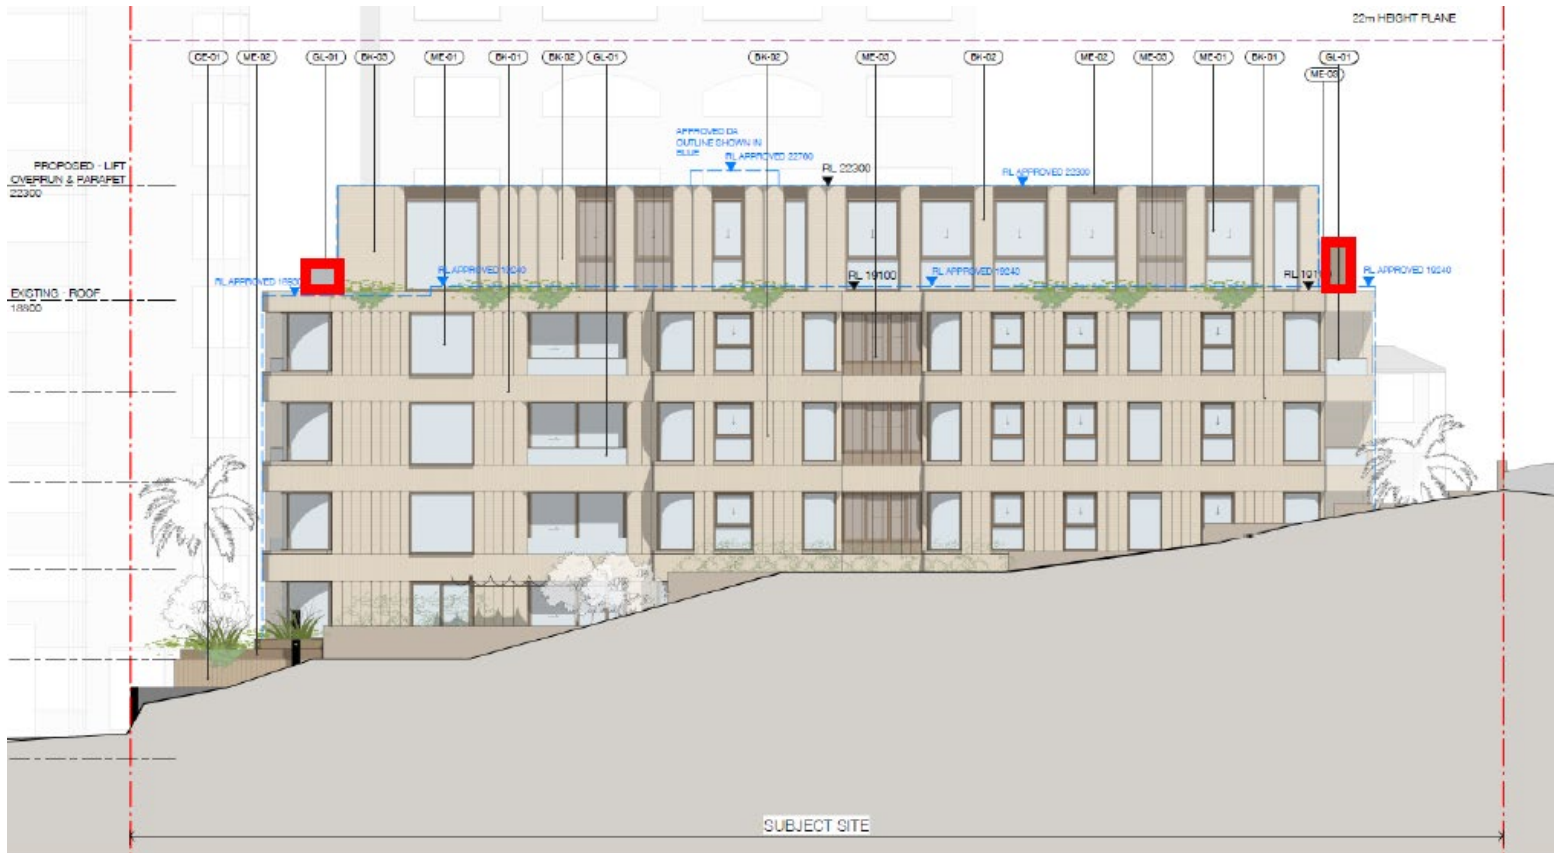 22m HEIGHT PLANE
CE-01 ME-02 GL-01 BK-03 ME-01 BK-01 BK-02 GL-01 BK-02 ME-03 BK-02 ME-02 ME-03 ME-01 BK-01 GL-01
ME-03
APPROVED DA
OUTLINE SHOWN IN
BLUE
RL APPROVED 22760
PROPOSED - LIFT
OVERRUN & PARAPET
22300
RL 22300
RL APPROVED 22300
RL APPROVED 19240
RL 19100
RL APPROVED 19240
RL APPROVED 19240
RL APPROVED
EXISTING - ROOF
18800
SUBJECT SITE